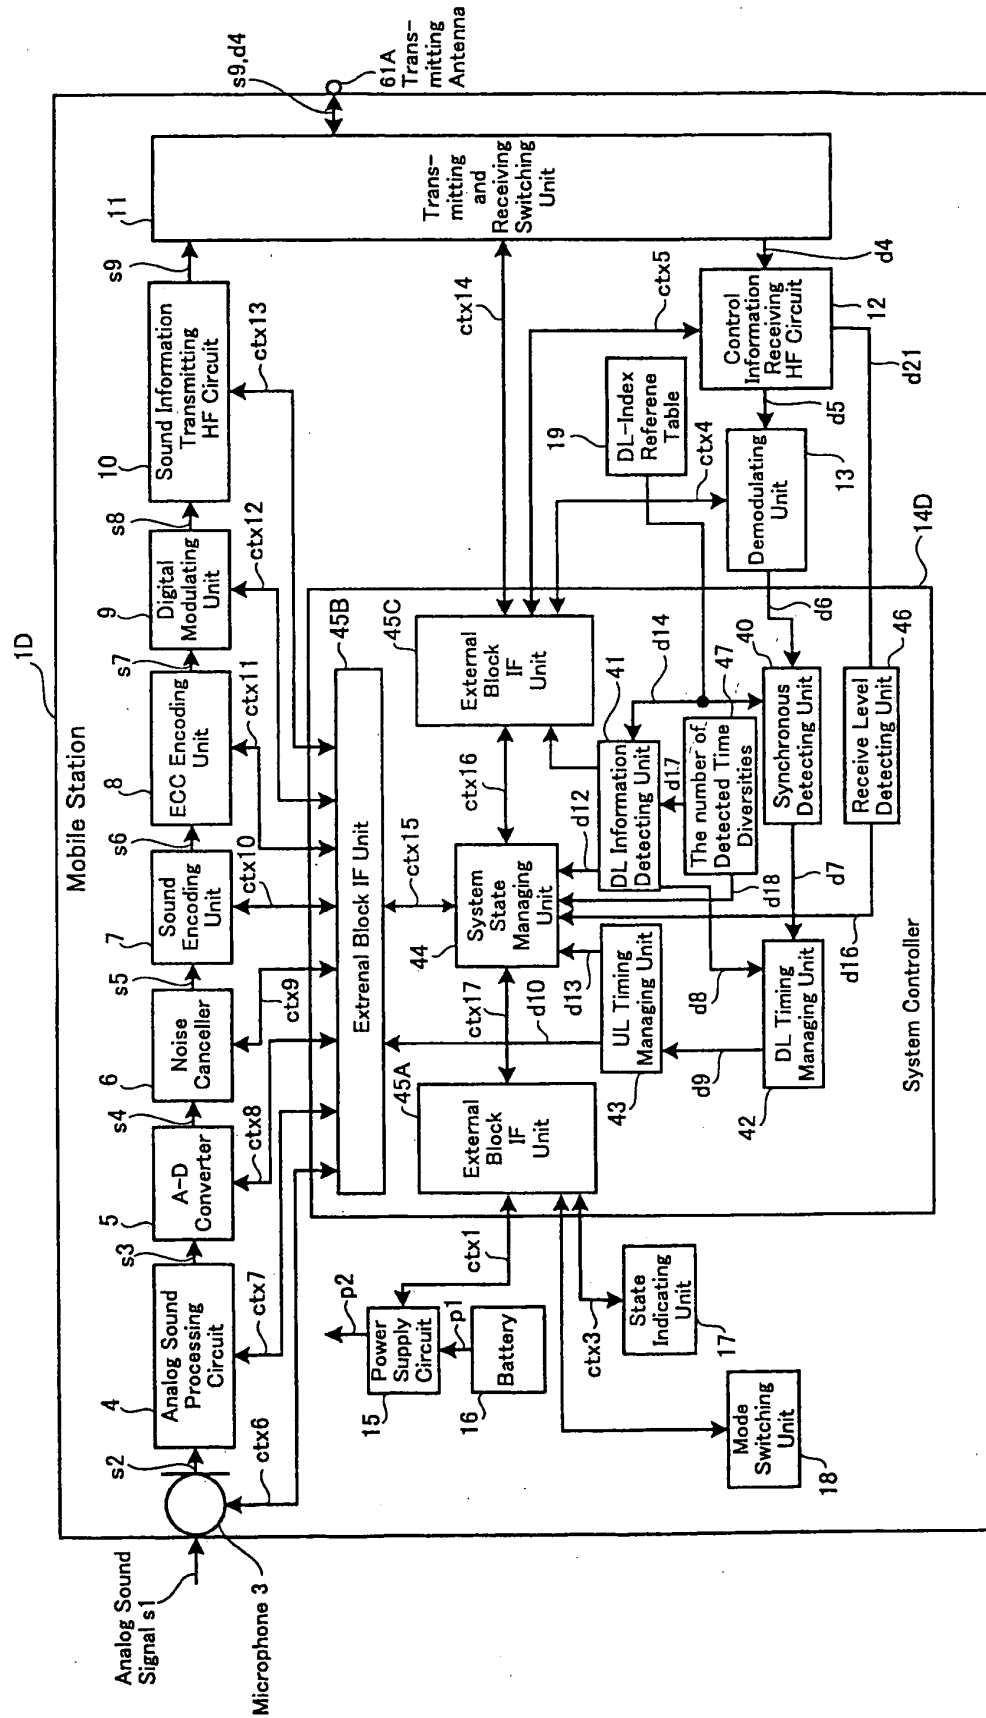 1D
Mobile Station
Analog Sound
Signal s1
Microphone 3
s2
4
Analog Sound
Processing
Circuit
s3
5
A-D
Converter
s4
6
Noise
Canceller
s5
7
Sound
Encoding
Unit
s6
8
ECC Encoding
Unit
s7
9
Digital
Modulating
Unit
s8
10
Sound Information
Transmitting
HF Circuit
s9
11
Trans-
mitting
and
Receiving
Switching
Unit
s9,d4
61A
Trans-
mitting
Antenna
ctx6
ctx7
ctx8
ctx9
ctx10
ctx11
ctx12
ctx13
ctx14
45B
Extrenal Block IF Unit
p2
Power
Supply
Circuit
15
p1
Battery
16
ctx1
45A
External
Block
IF
Unit
ctx17
ctx15
System
State
Managing
Unit
44
ctx16
45C
External
Block
IF
Unit
ctx5
ctx3
State
Indicating
Unit
17
Mode
Switching
Unit
18
d10
d13
UL Timing
Managing Unit
43
d9
DL Timing
Managing Unit
42
d8
d12
DL Information
Detecting Unit
41
d14
d17
The number of
Detected Time
Diversities
47
d18
d16
d7
Synchronous
Detecting Unit
40
d6
Receive Level
Detecting Unit
46
19
DL-Index
Referene
Table
ctx4
Demodulating
Unit
13
d5
Control
Information
Receiving
HF Circuit
12
d4
d21
14D
System Controller